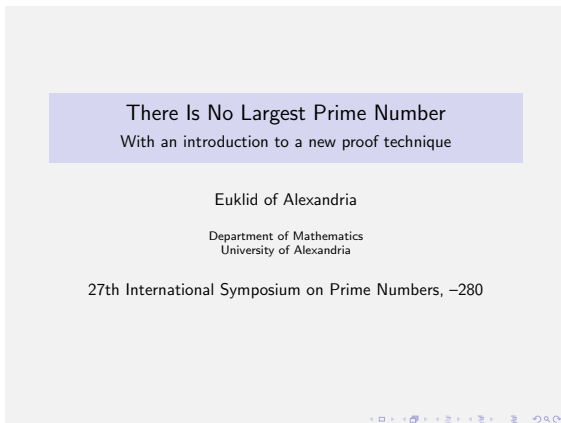 There Is No Largest Prime Number
With an introduction to a new proof technique
Euklid of Alexandria
Department of Mathematics
University of Alexandria
27th International Symposium on Prime Numbers, –280